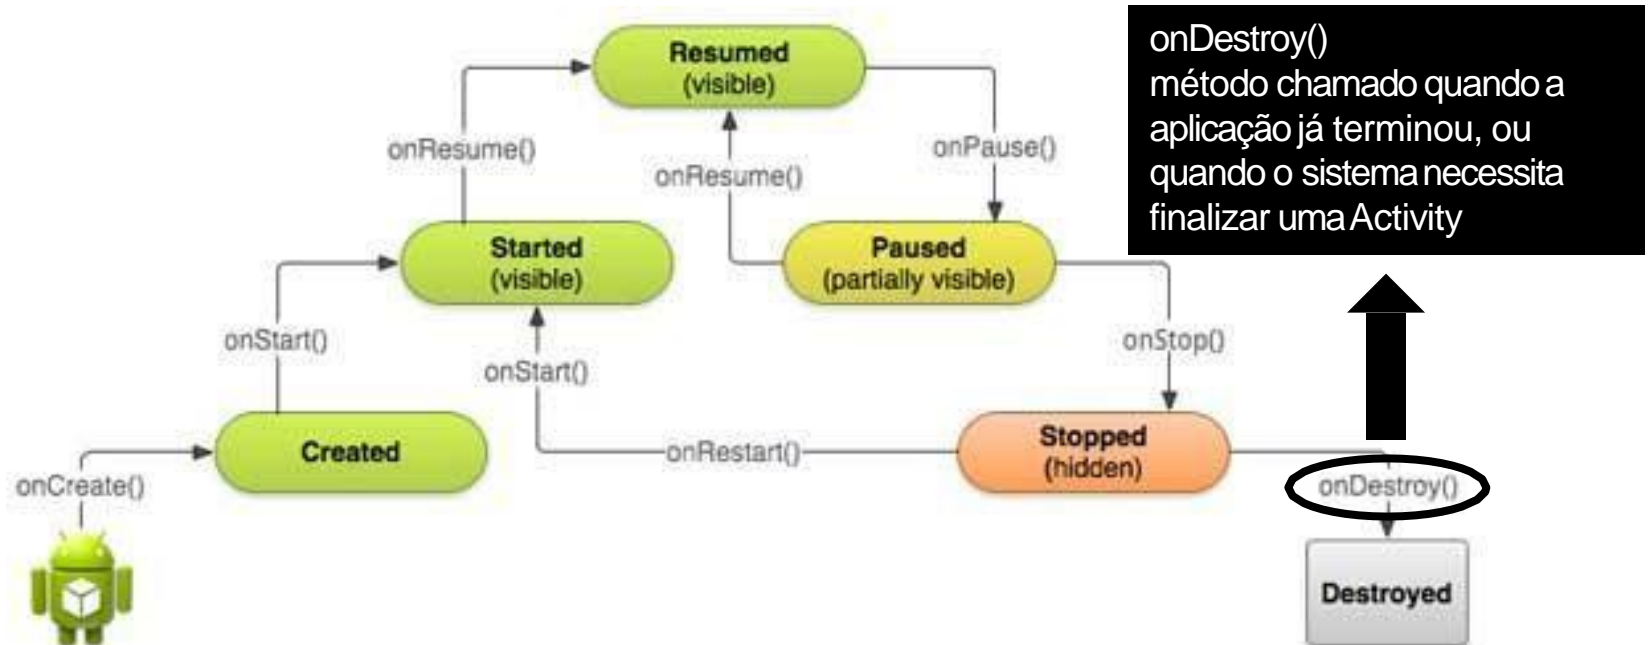 onDestroy()
método chamado quando a
aplicação já terminou, ou
quando o sistema necessita
finalizar uma Activity
Resumed
(visible)
onResume()
onResume()
onPause()
Started
(visible)
Paused
(partially visible)
onStart()
onStart()
onStop()
Created
onRestart()
Stopped
(hidden)
onCreate()
onDestroy()
Destroyed